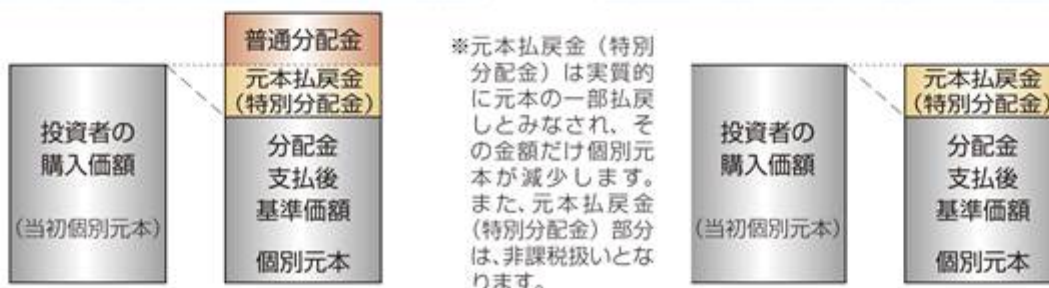 普通分配金
元本払戻金
(特別分配金)
投資者の
購入価額
(当初個別元本)
分配金
支払後
基準価額
個別元本
※元本払戻金(特別
分配金)は実質的
に元本の一部払戻
しとみなされ、そ
の金額だけ個別元
本が減少します。
また、元本払戻金
(特別分配金)部分
は、非課税扱いとな
ります。
投資者の
購入価額
(当初個別元本)
元本払戻金
(特別分配金)
分配金
支払後
基準価額
個別元本